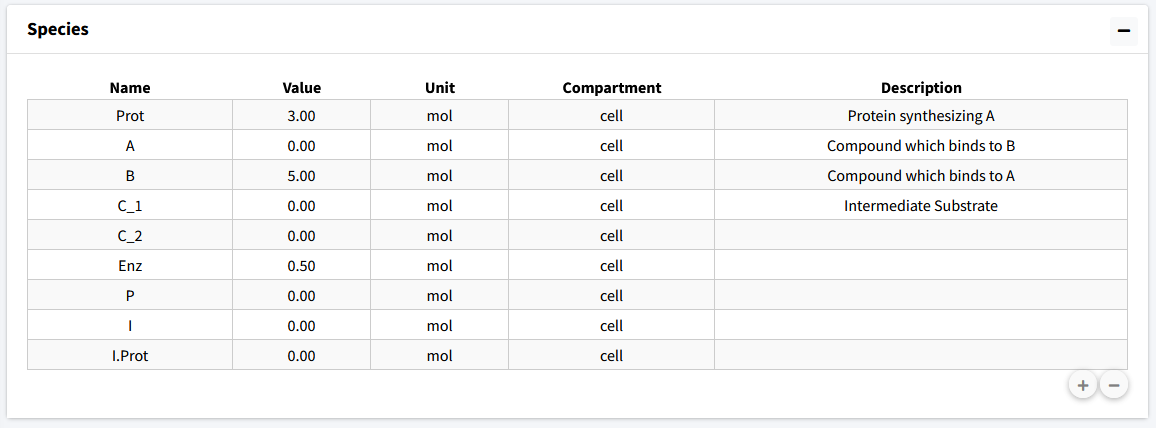 Species
Name Value Unit Compartment Description
Prot 3.00 mol cell Protein synthesizing A
A 0.00 mol cell Compound which binds to B
B 5.00 mol cell Compound which binds to A
C_1 0.00 mol cell Intermediate Substrate
C_2 0.00 mol cell
Enz 0.50 mol cell
P 0.00 mol cell
I 0.00 mol cell
I.Prot 0.00 mol cell